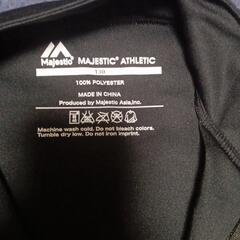 Majestic® MAJESTIC® ATHLETIC
130
100% POLYESTER
MADE IN CHINA
Produced by Majestic Asia,Inc.
Machine wash cold. Do not bleach colors.
Tumble dry low. Do not iron imprint.